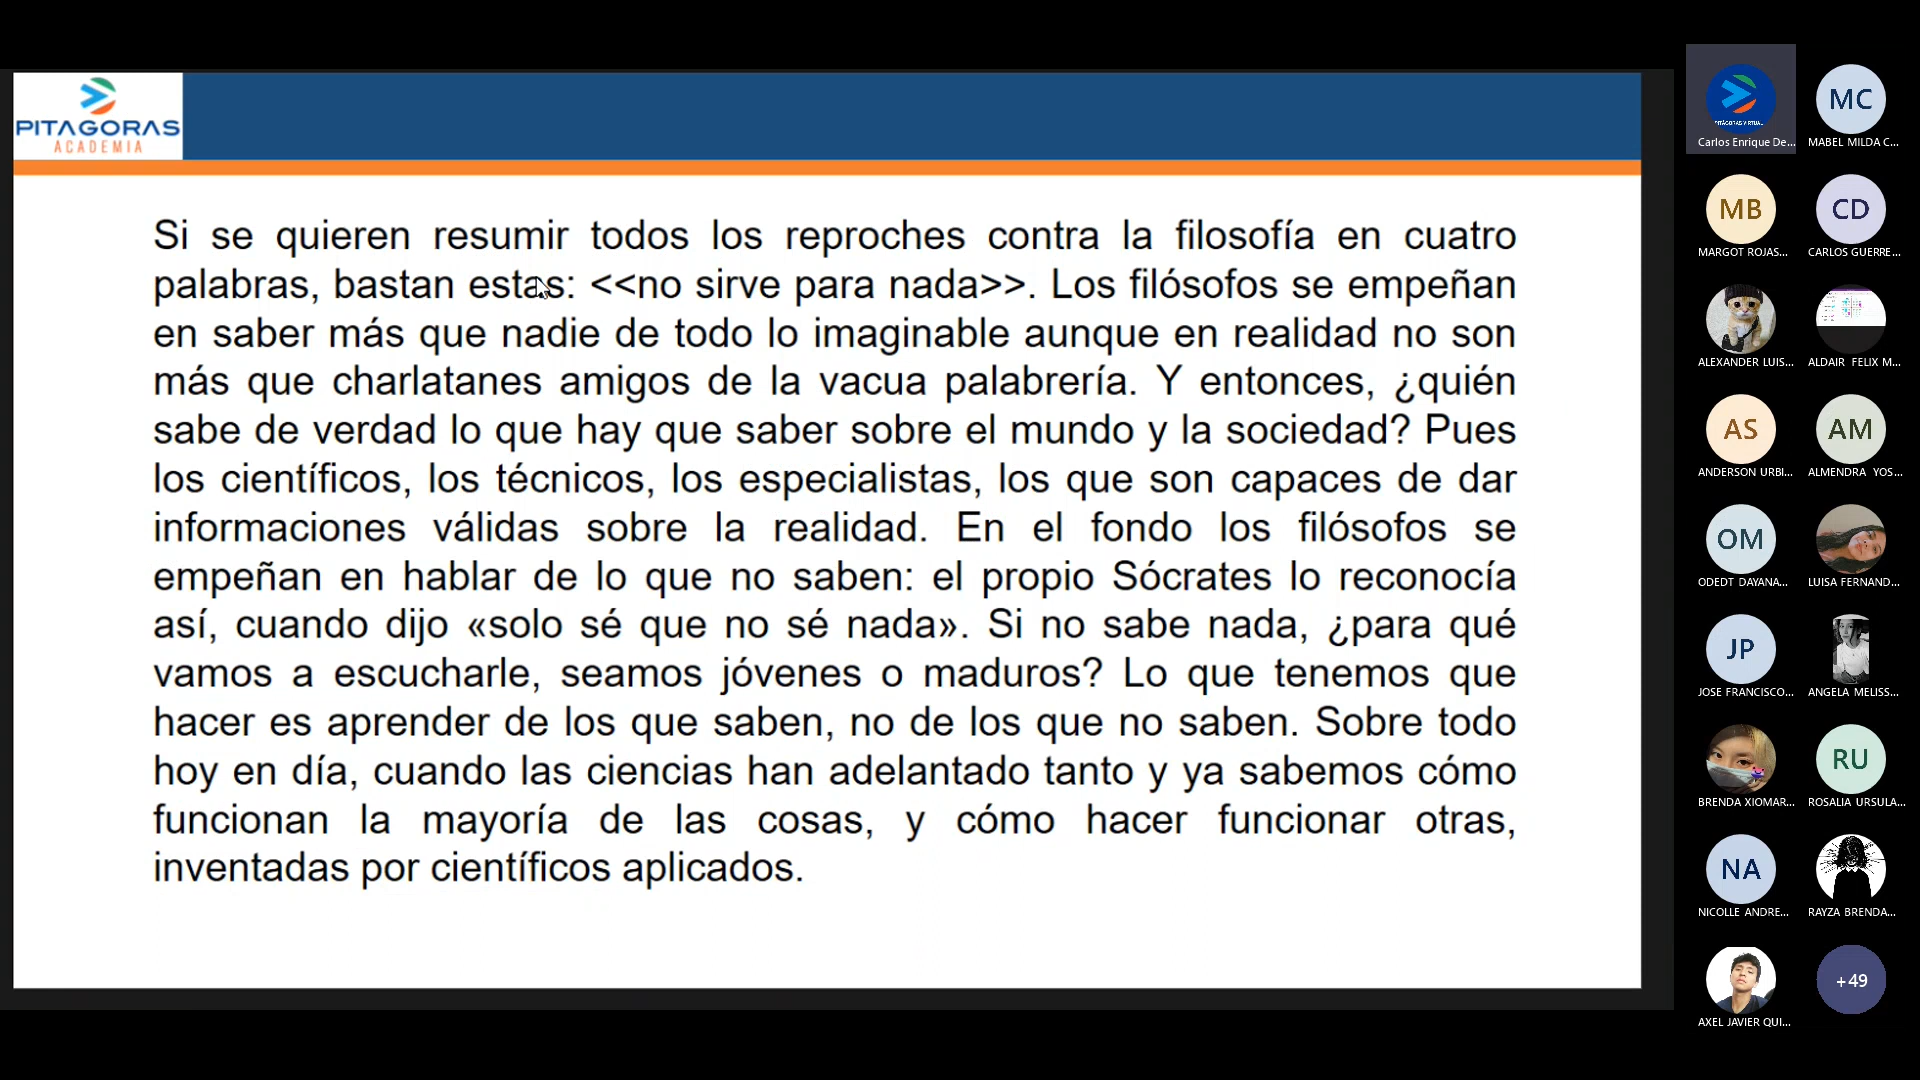 PITAGORAS
ACADEMIA
Si se quieren resumir todos los reproches contra la filosofía en cuatro
palabras, bastan estas: <<no sirve para nada>>. Los filósofos se empeñan
en saber más que nadie de todo lo imaginable aunque en realidad no son
más que charlatanes amigos de la vacua palabrería. Y entonces, ¿quién
sabe de verdad lo que hay que saber sobre el mundo y la sociedad? Pues
los científicos, los técnicos, los especialistas, los que son capaces de dar
informaciones válidas sobre la realidad. En el fondo los filósofos se
empeñan en hablar de lo que no saben: el propio Sócrates lo reconocía
así, cuando dijo «solo sé que no sé nada». Si no sabe nada, ¿para qué
vamos a escucharle, seamos jóvenes o maduros? Lo que tenemos que
hacer es aprender de los que saben, no de los que no saben. Sobre todo
hoy en día, cuando las ciencias han adelantado tanto y ya sabemos cómo
funcionan la mayoría de las cosas, y cómo hacer funcionar otras,
inventadas por científicos aplicados.
PITÁGORAS VIRTUAL
Carlos Enrique De...
MC
MABEL MILDA C...
MB
MARGOT ROJAS...
CD
CARLOS GUERRE...
ALEXANDER LUIS...
ALDAIR FELIX M...
AS
ANDERSON URBI...
AM
ALMENDRA YOS...
OM
ODEDT DAYANA...
LUISA FERNAND...
JP
JOSE FRANCISCO...
ANGELA MELISS...
BRENDA XIOMAR...
RU
ROSALIA URSULA...
NA
NICOLLE ANDRE...
RAYZA BRENDA...
AXEL JAVIER QUI...
+49